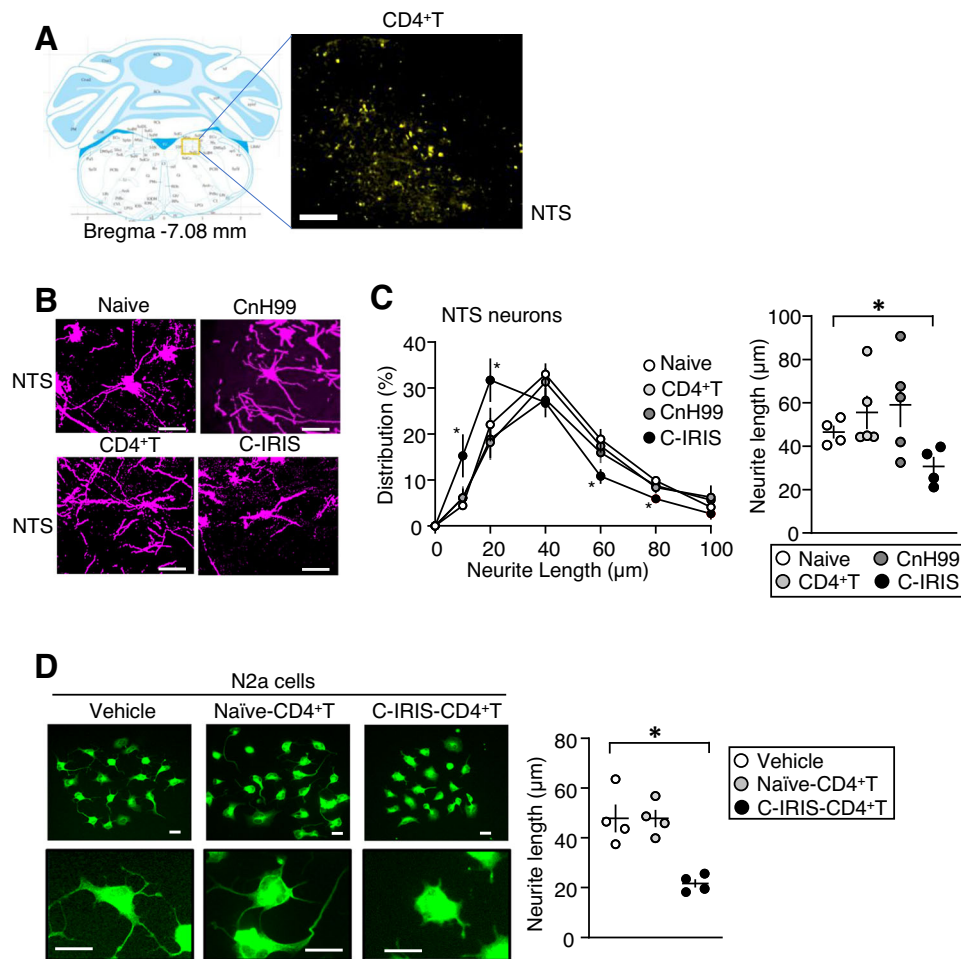 A
CD4+T
NTS
Bregma -7.08 mm
B
Naive
CnH99
NTS
CD4+T
C-IRIS
NTS
C
NTS neurons
Distribution (%)
40
30
20
10
0
*
*
*
*
Naive
CD4+T
CnH99
C-IRIS
0 20 40 60 80 100
Neurite Length (µm)
Neurite length (µm)
100
80
60
40
20
0
*
Naive
CnH99
CD4+T
C-IRIS
D
N2a cells
Vehicle
Naïve-CD4+T
C-IRIS-CD4+T
Neurite length (µm)
80
60
40
20
0
*
Vehicle
Naïve-CD4+T
C-IRIS-CD4+T